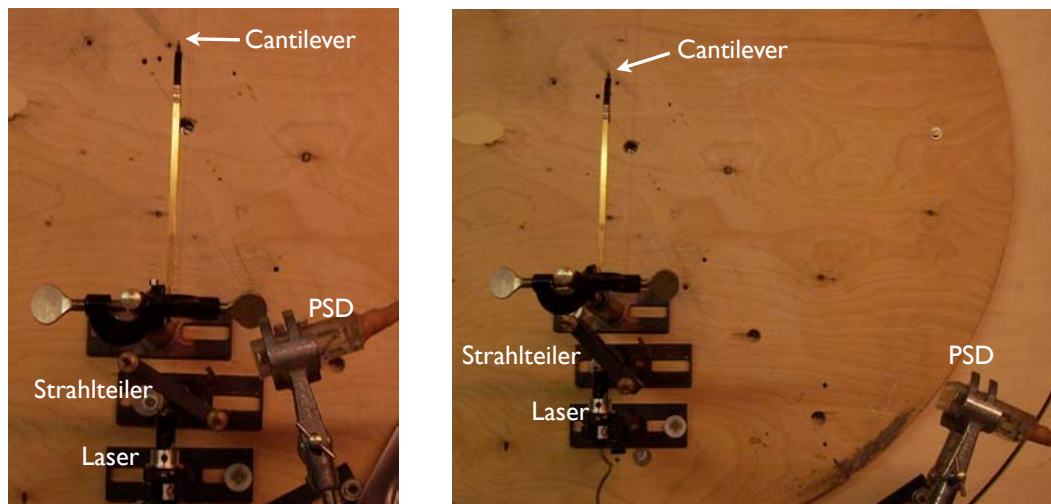 Cantilever
PSD
Strahlteiler
Laser
Cantilever
Strahlteiler
PSD
Laser